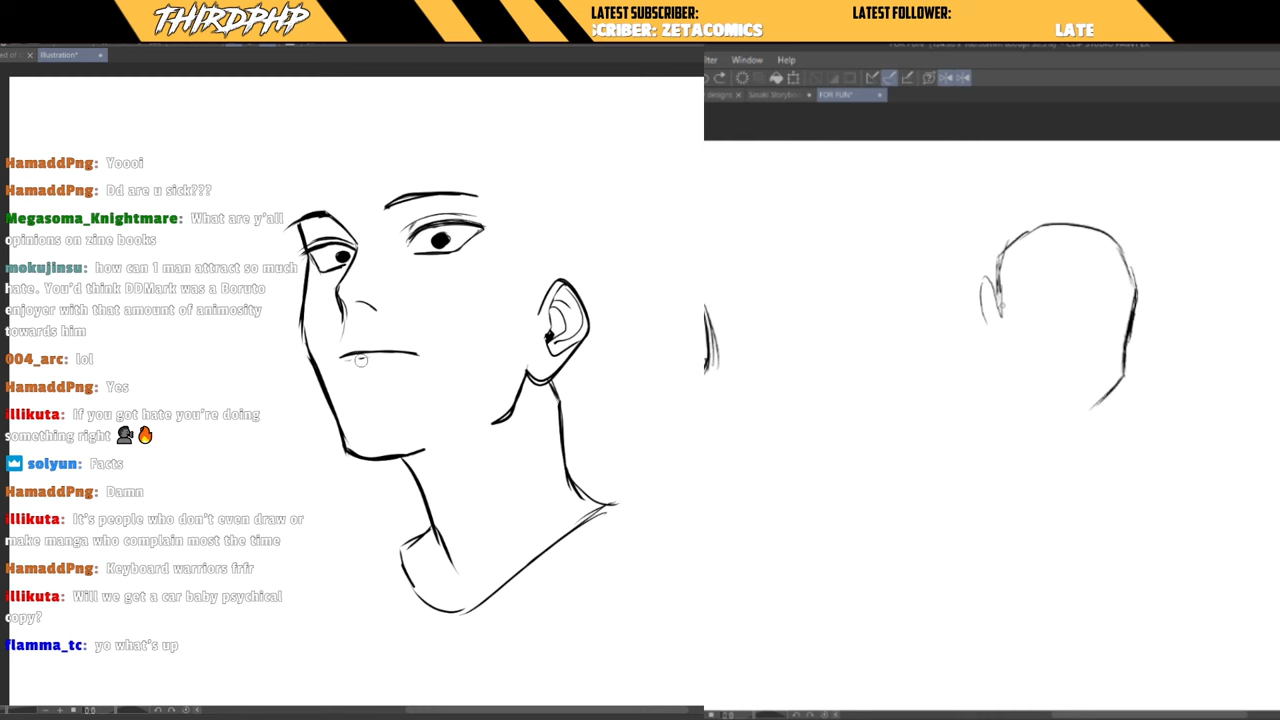 THIRDPHP
LATEST SUBSCRIBER:
SCRIBER: ZETACOMICS
LATEST FOLLOWER:
LATE
Illustration*
Window Help
Sasaki Storyboa
FOR FUN*
HamaddPng: Yoooi
HamaddPng: Dd are u sick???
Megasoma_Knightmare: What are y'all
opinions on zine books
mokujinsu: how can 1 man attract so much
hate. You'd think DDMark was a Boruto
enjoyer with that amount of animosity
towards him
004_arc: lol
HamaddPng: Yes
illikuta: If you got hate you're doing
something right
solyun: Facts
HamaddPng: Damn
illikuta: It's people who don't even draw or
make manga who complain most the time
HamaddPng: Keyboard warriors frfr
illikuta: Will we get a car baby psychical
copy?
flamma_tc: yo what's up